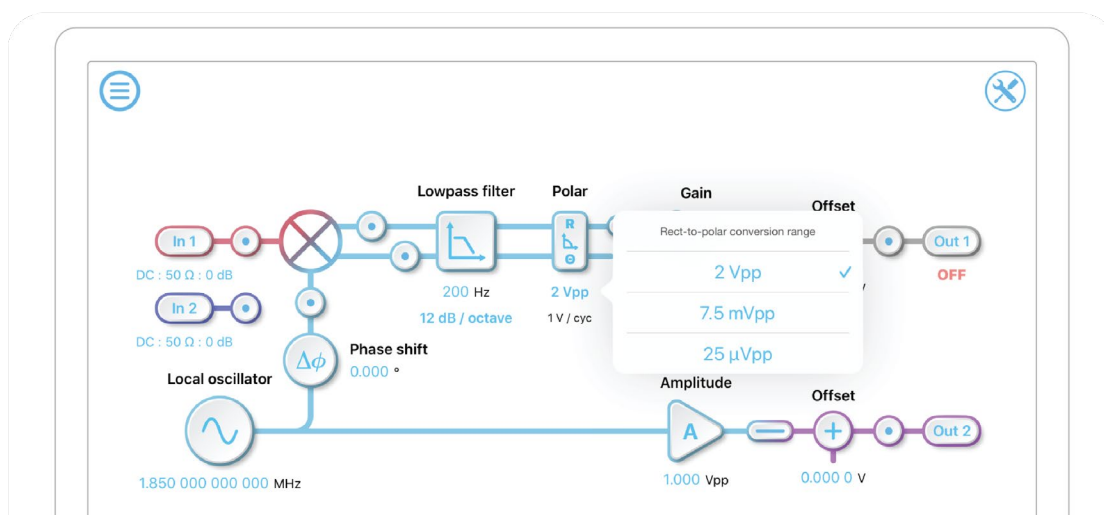 Lowpass filter
Polar
Gain
Offset
R
Θ
Rect-to-polar conversion range
In 1
Out 1
DC : 50 Ω : 0 dB
OFF
2 Vpp
200 Hz
2 Vpp
In 2
7.5 mVpp
12 dB / octave
1 V / cyc
DC : 50 Ω : 0 dB
Δϕ
Phase shift
0.000 °
25 μVpp
Local oscillator
Amplitude
Offset
A
Out 2
1.850 000 000 000 MHz
1.000 Vpp
0.000 0 V